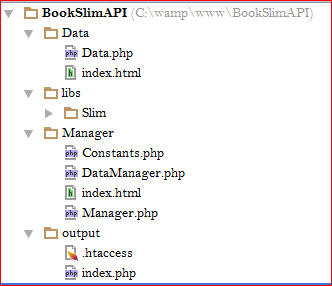 BookSlimAPI (C:\wamp\www\BookSlimAPI)
Data
php Data.php
index.html
libs
Slim
Manager
php Constants.php
php DataManager.php
index.html
php Manager.php
output
.htaccess
php index.php